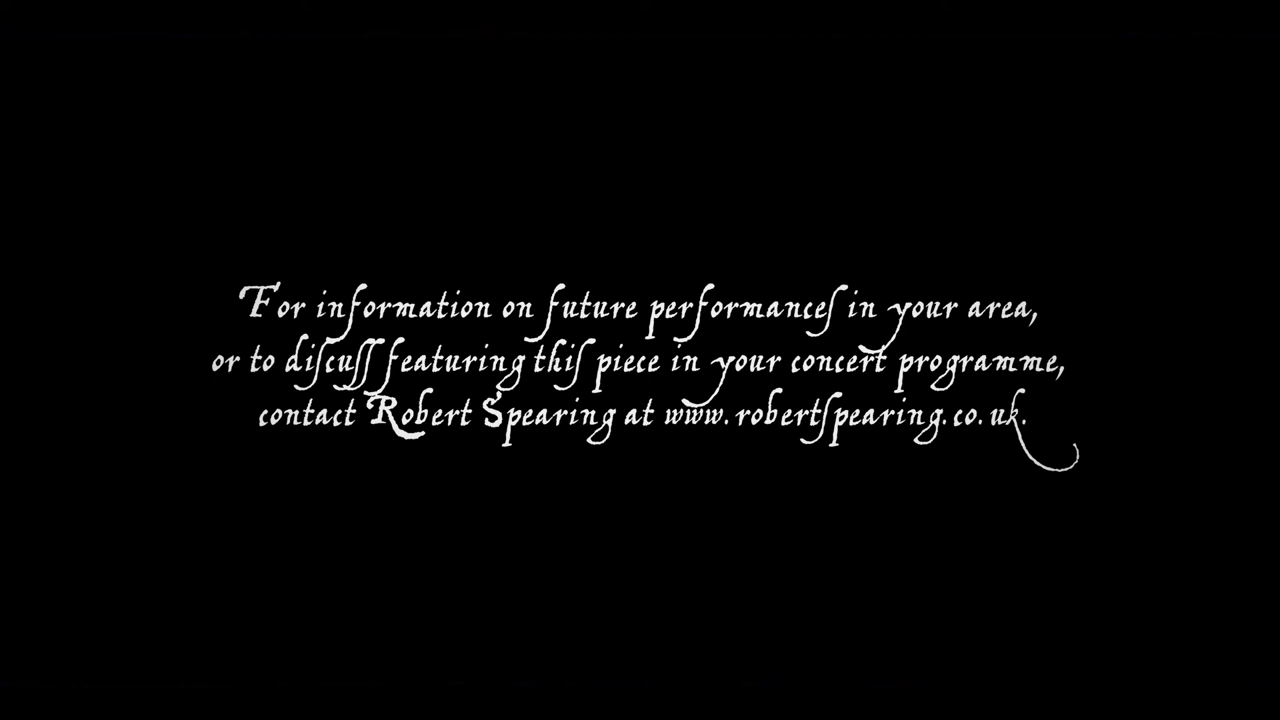 For information on future performances in your area,
or to discuss featuring this piece in your concert programme,
contact Robert Spearing at www.robertspearing.co.uk.